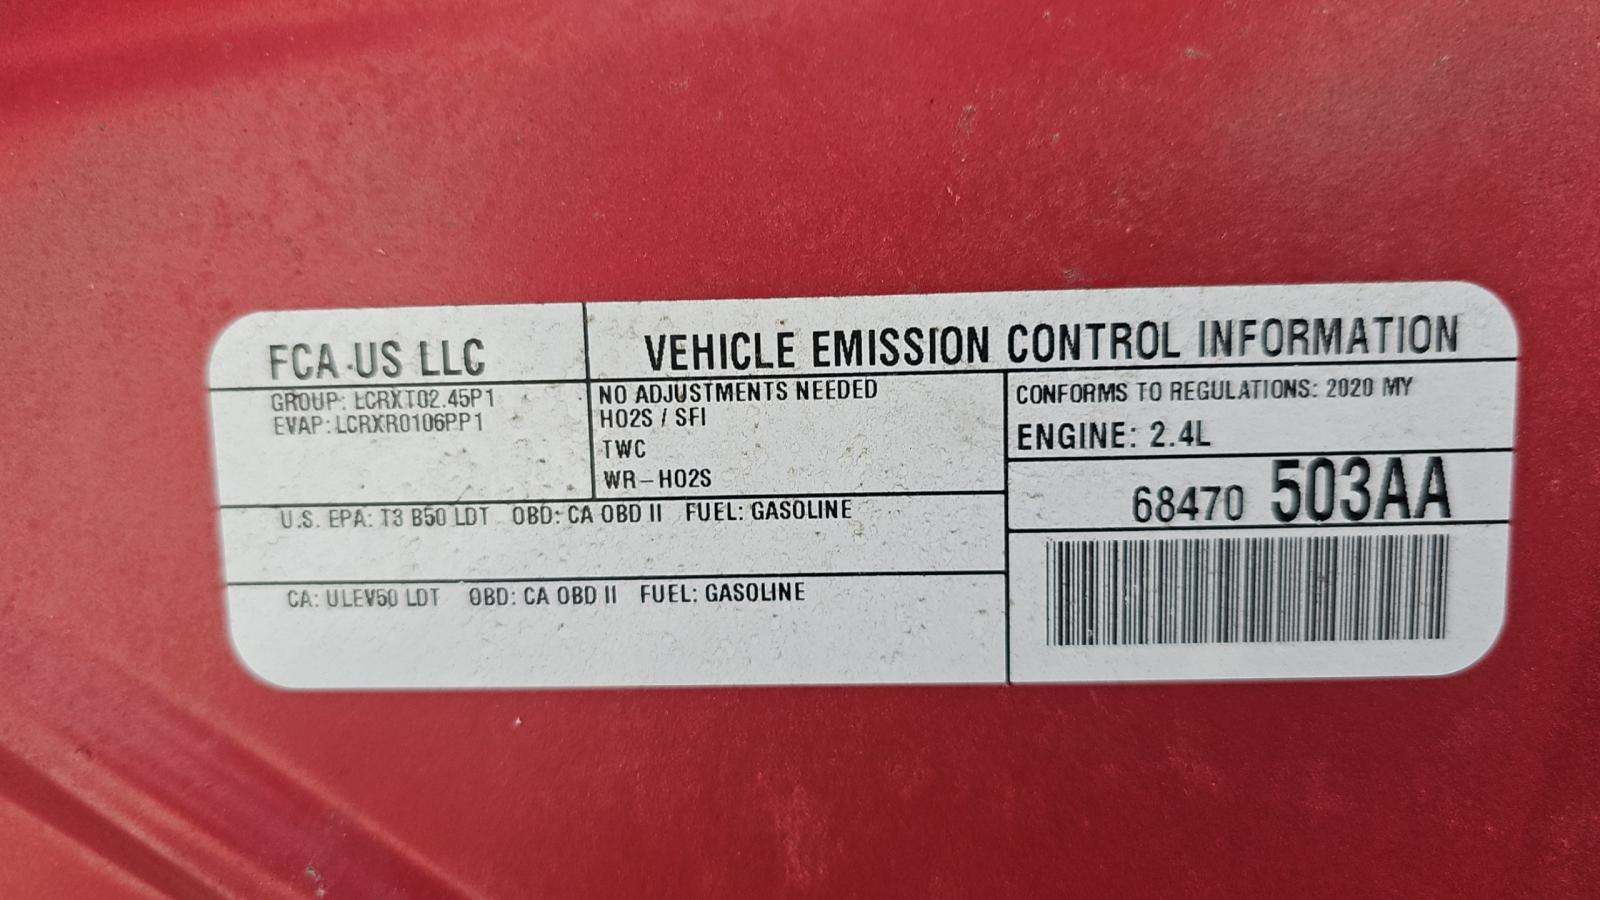 FCA US LLC
VEHICLE EMISSION CONTROL INFORMATION
GROUP: LCRXT02.45P1
EVAP: LCRXR0106PP1
NO ADJUSTMENTS NEEDED
HO2S / SFI
TWC
WR-HO2S
CONFORMS TO REGULATIONS: 2020 MY
ENGINE: 2.4L
68470 503AA
U.S. EPA: T3 B50 LDT OBD: CA OBD II FUEL: GASOLINE
CA: ULEV50 LDT OBD: CA OBD II FUEL: GASOLINE